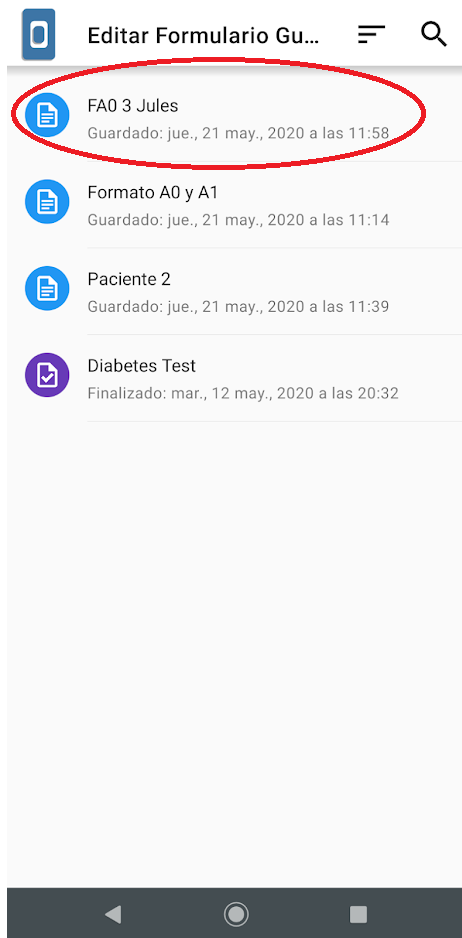 Editar Formulario Gu...
FA0 3 Jules
Guardado: jue., 21 may., 2020 a las 11:58
Formato A0 y A1
Guardado: jue., 21 may., 2020 a las 11:14
Paciente 2
Guardado: jue., 21 may., 2020 a las 11:39
Diabetes Test
Finalizado: mar., 12 may., 2020 a las 20:32